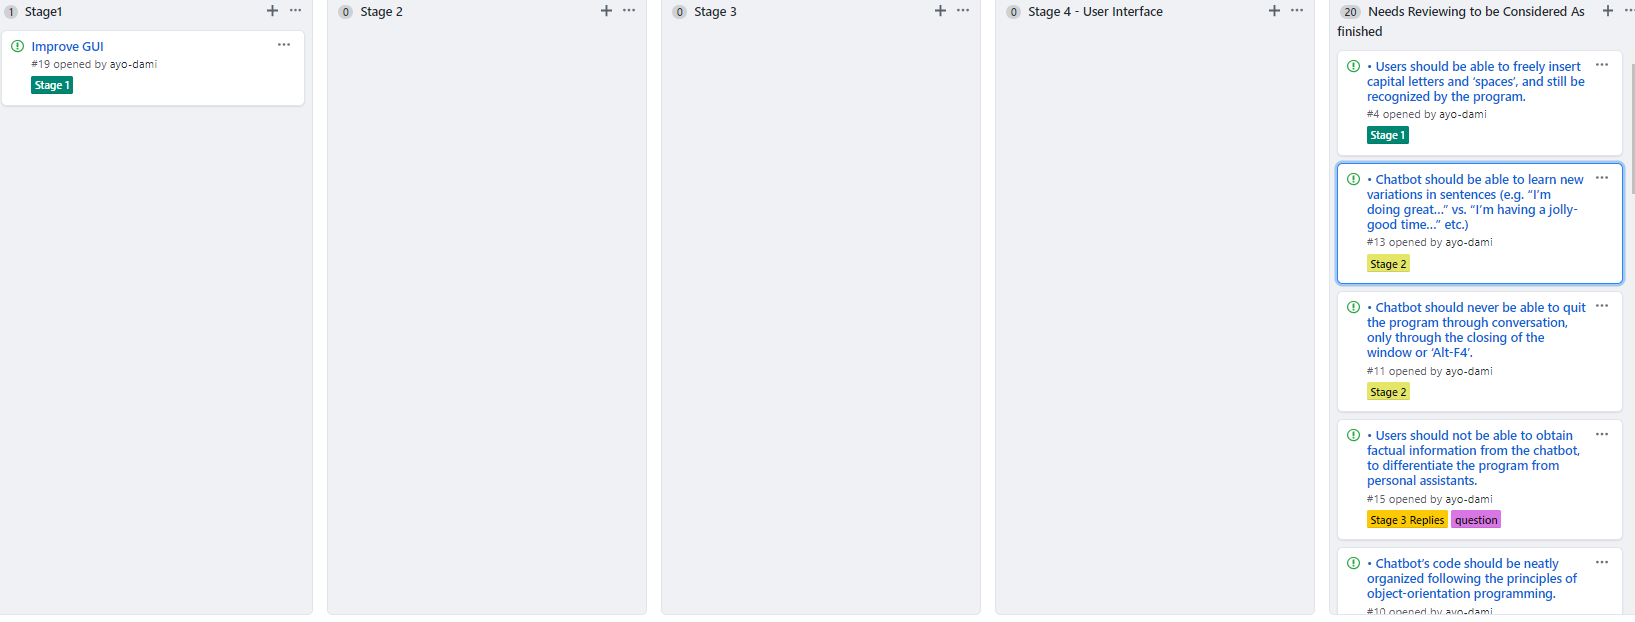 1 Stage1
Improve GUI
#19 opened by ayo-dami
Stage 1
0 Stage 2
0 Stage 3
0 Stage 4 - User Interface
20 Needs Reviewing to be Considered As
finished
• Users should be able to freely insert
capital letters and ‘spaces’, and still be
recognized by the program.
#4 opened by ayo-dami
Stage 1
• Chatbot should be able to learn new
variations in sentences (e.g. “I’m
doing great...” vs. “I’m having a jolly-
good time...” etc.)
#13 opened by ayo-dami
Stage 2
• Chatbot should never be able to quit
the program through conversation,
only through the closing of the
window or ‘Alt-F4’.
#11 opened by ayo-dami
Stage 2
• Users should not be able to obtain
factual information from the chatbot,
to differentiate the program from
personal assistants.
#15 opened by ayo-dami
Stage 3 Replies question
• Chatbot’s code should be neatly
organized following the principles of
object-orientation programming.
#10 opened by ayo-dami